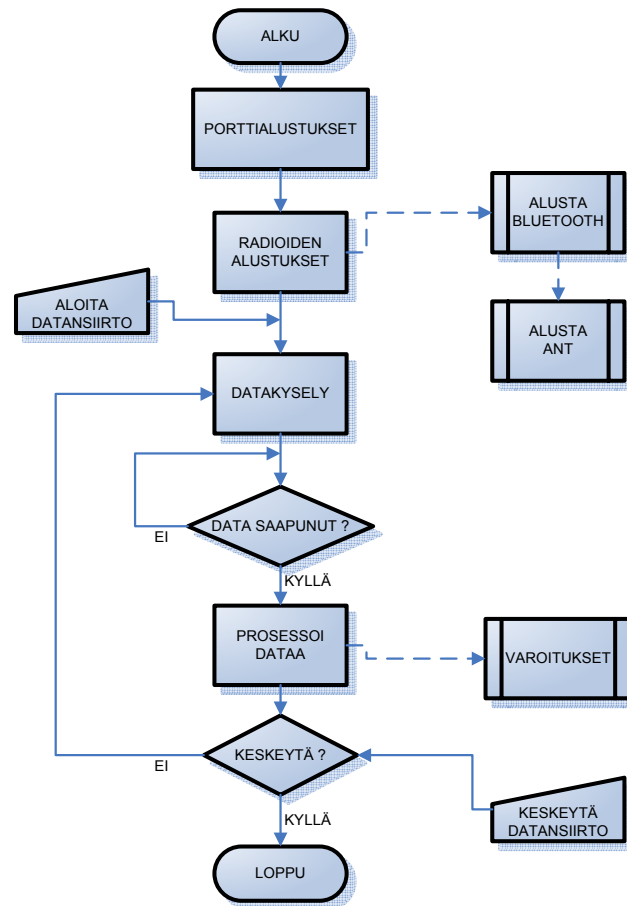 ALKU
PORTTIALUSTUKSET
RADIOIDEN
ALUSTUKSET
ALUSTA
BLUETOOTH
ALOITA
DATANSIIRTO
ALUSTA
ANT
DATAKYSELY
DATA SAAPUNUT ?
EI
KYLLÄ
PROSESSOI
DATAA
VAROITUKSET
KESKEYTÄ ?
EI
KYLLÄ
KESKEYTÄ
DATANSIIRTO
LOPPU